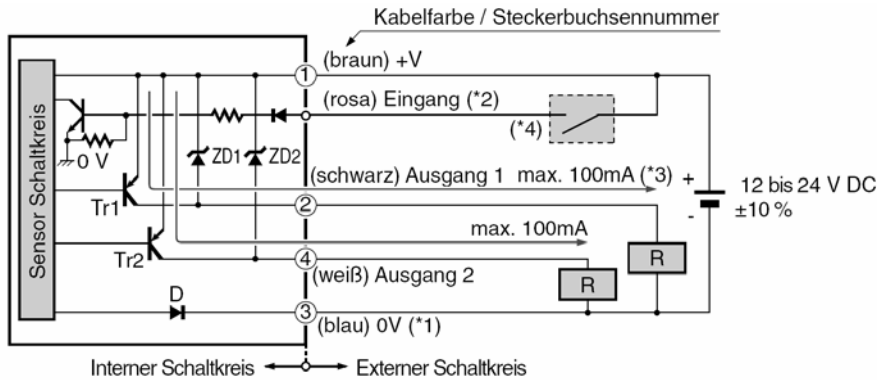 Kabelfarbe / Steckerbuchsennummer
1 (braun) +V
(rosa) Eingang (*2)
(*4)
0 V
ZD1 ZD2
(schwarz) Ausgang 1 max. 100mA (*3)
+
12 bis 24 V DC
±10 %
-
Tr1
2
max. 100mA
Tr2
4
(weiß) Ausgang 2
R
R
D
3
(blau) 0V (*1)
Sensor Schaltkreis
Interner Schaltkreis Externer Schaltkreis